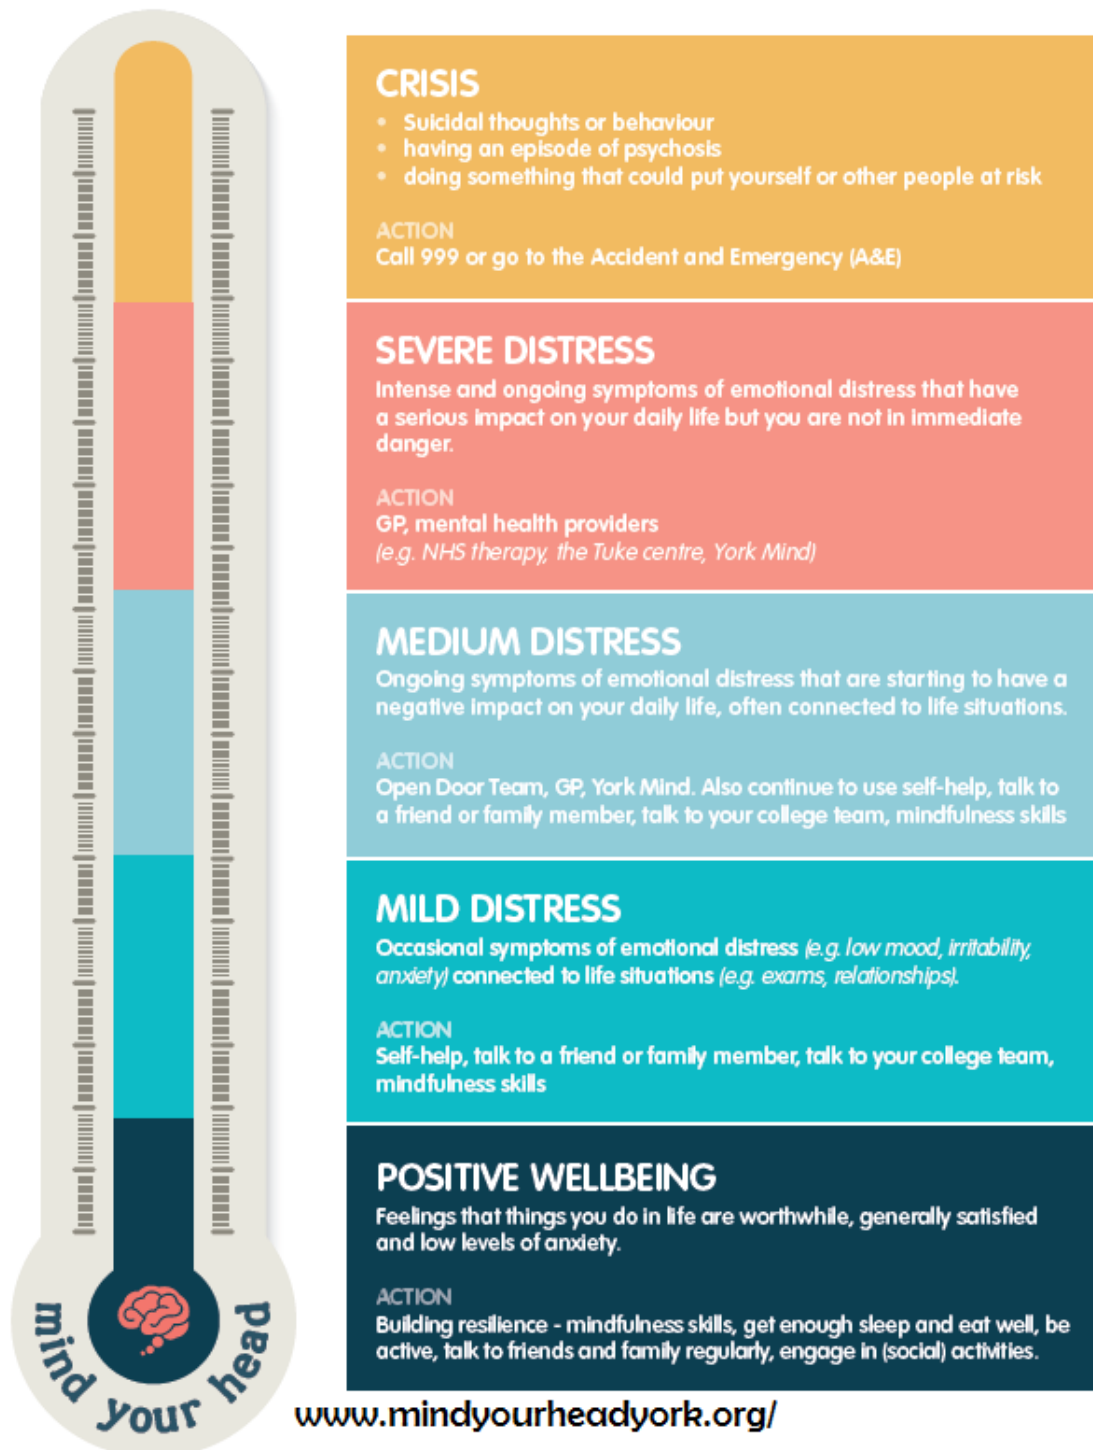 CRISIS
• Suicidal thoughts or behaviour
• having an episode of psychosis
• doing something that could put yourself or other people at risk
ACTION
Call 999 or go to the Accident and Emergency (A&E)
SEVERE DISTRESS
Intense and ongoing symptoms of emotional distress that have
a serious impact on your daily life but you are not in immediate
danger.
ACTION
GP, mental health providers
(e.g. NHS therapy, the Tuke centre, York Mind)
MEDIUM DISTRESS
Ongoing symptoms of emotional distress that are starting to have a
negative impact on your daily life, often connected to life situations.
ACTION
Open Door Team, GP, York Mind. Also continue to use self-help, talk to
a friend or family member, talk to your college team, mindfulness skills
MILD DISTRESS
Occasional symptoms of emotional distress (e.g. low mood, irritability,
anxiety) connected to life situations (e.g. exams, relationships).
ACTION
Self-help, talk to a friend or family member, talk to your college team,
mindfulness skills
POSITIVE WELLBEING
Feelings that things you do in life are worthwhile, generally satisfied
and low levels of anxiety.
ACTION
Building resilience - mindfulness skills, get enough sleep and eat well, be
active, talk to friends and family regularly, engage in (social) activities.
mind your head
www.mindyourheadyork.org/